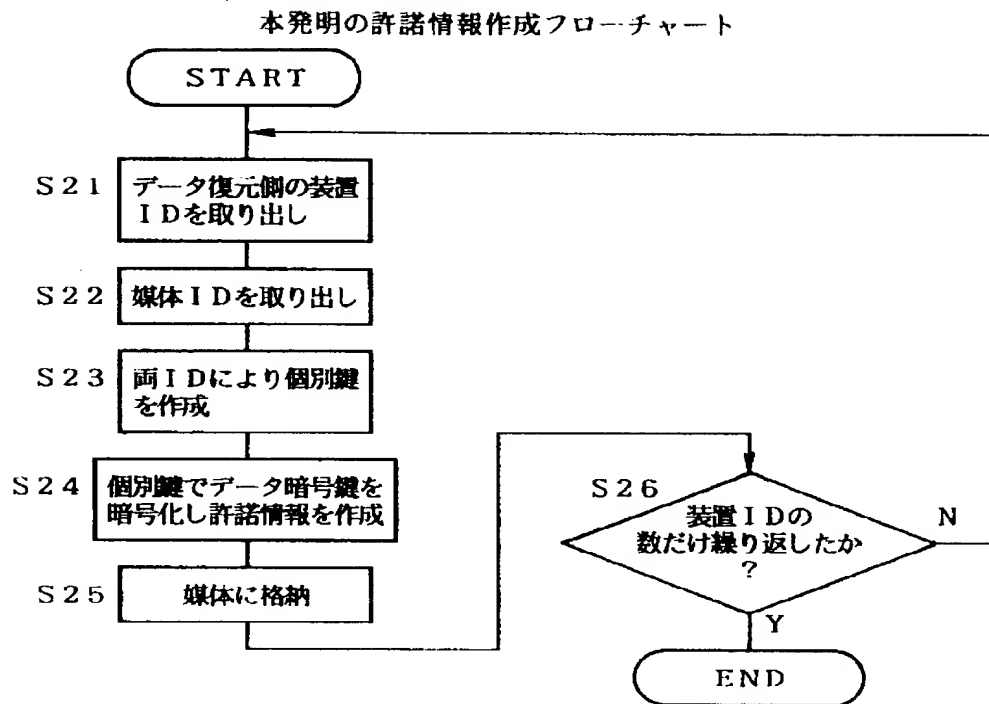 本発明の許諾情報作成フローチャート
START
S21
データ復元側の装置
IDを取り出し
S22
媒体IDを取り出し
S23
両IDにより個別鍵
を作成
S24
個別鍵でデータ暗号鍵を
暗号化し許諾情報を作成
S25
媒体に格納
S26
装置IDの
数だけ繰り返したか
?
N
Y
END